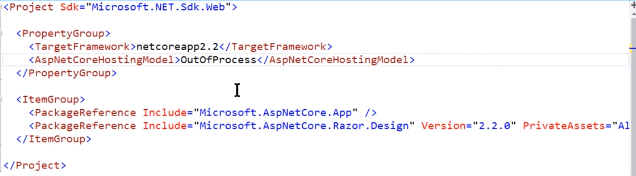 <Project Sdk="Microsoft.NET.Sdk.Web">
<PropertyGroup>
<TargetFramework>netcoreapp2.2</TargetFramework>
<AspNetCoreHostingModel>OutOfProcess</AspNetCoreHostingModel>
</PropertyGroup>
<ItemGroup>
<PackageReference Include="Microsoft.AspNetCore.App" />
<PackageReference Include="Microsoft.AspNetCore.Razor.Design" Version="2.2.0" PrivateAssets="Al
</ItemGroup>
</Project>